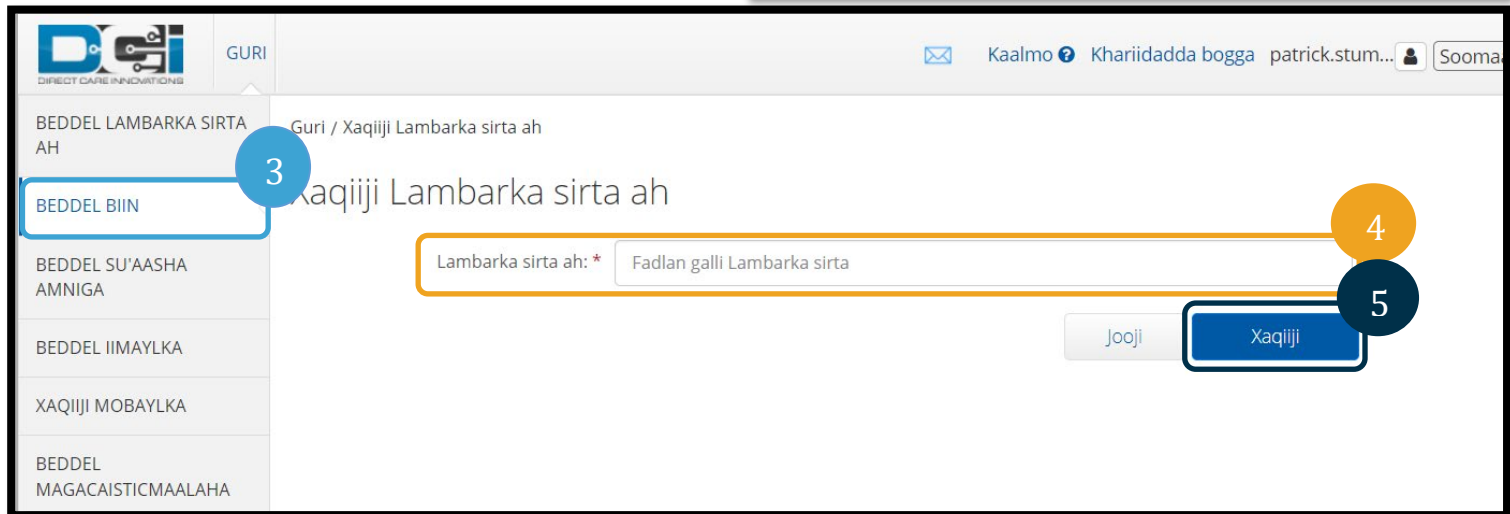 DCI
DIRECT CARE INNOVATIONS
GURI
Kaalmo ? Khariidadda bogga patrick.stum...
BEDDEL LAMBARKA SIRTA
AH
3
BEDDEL BIIN
BEDDEL SU'AASHA
AMNIGA
BEDDEL IIMAYLKA
XAQIIJI MOBAYLKA
BEDDEL
MAGACAISTICMAALAHA
Guri / Xaqiiji Lambarka sirta ah
Xaqiiji Lambarka sirta ah
4
Lambarka sirta ah: * Fadlan galli Lambarka sirta
5
Jooji Xaqiiji